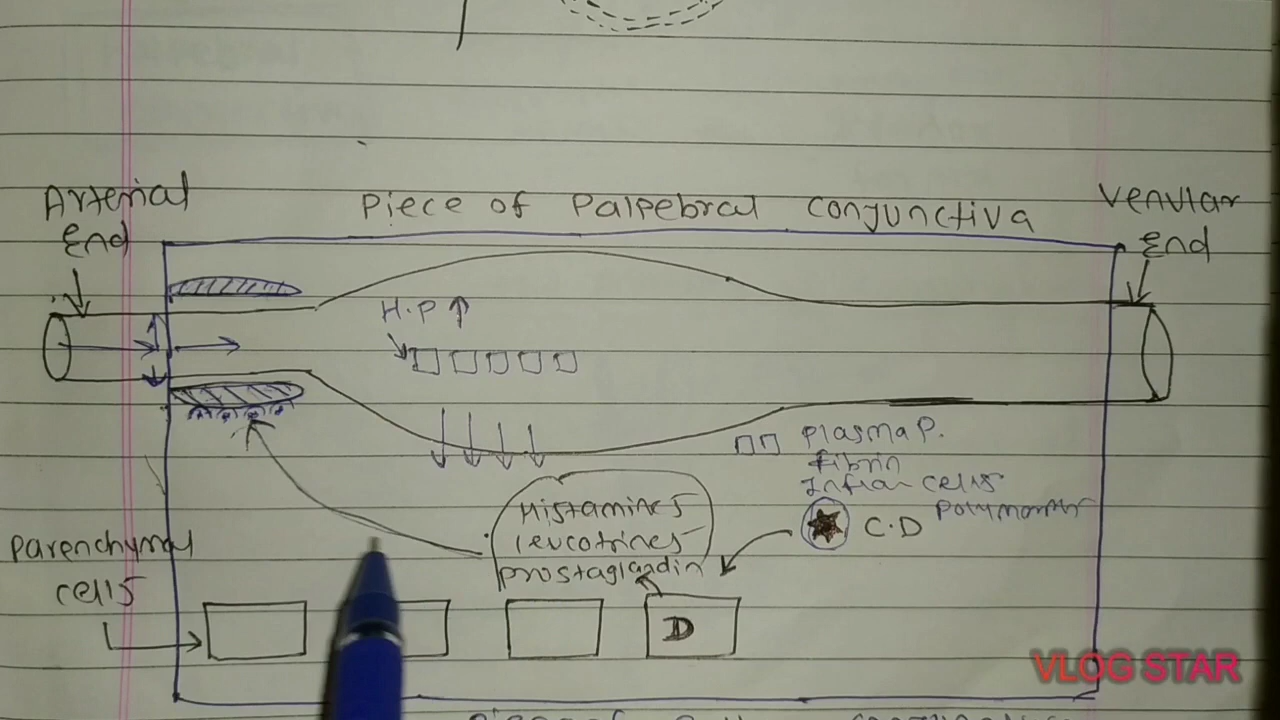 Arterial
End
Piece of Palpebral conjunctiva
Venular
End
H.P↑
Plasma P.
fibrin
Inflam cells
Polymorphs
C.D
Histamines
leucotrines
prostaglandin
Parenchymal
cells
D
VLOG STAR